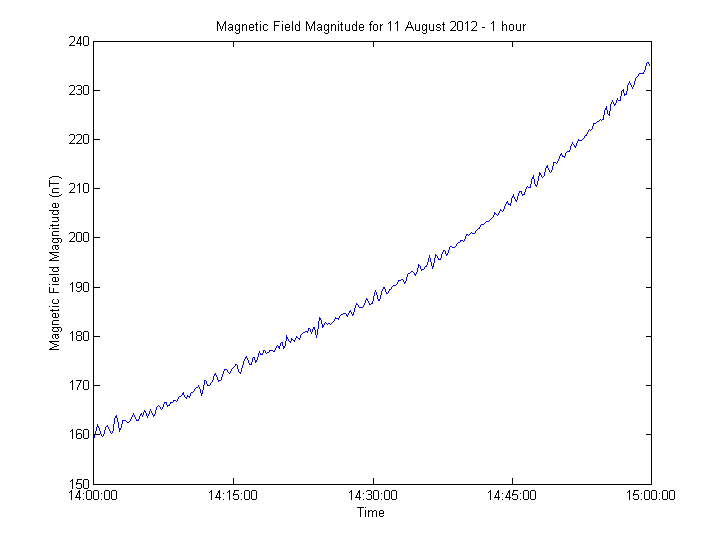 Magnetic Field Magnitude for 11 August 2012 - 1 hour
240
230
220
210
200
190
180
170
160
150
Magnetic Field Magnitude (nT)
14:00:00 14:15:00 14:30:00 14:45:00 15:00:00
Time